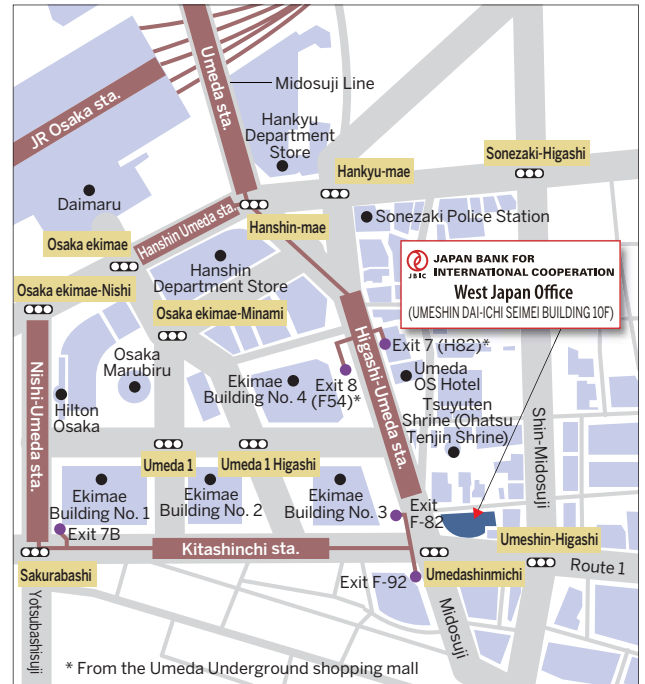 Umeda sta.
Midosuji Line
JR Osaka sta.
Hankyu
Department
Store
Sonezaki-Higashi
Hankyu-mae
Daimaru
Hanshin Umeda sta.
Hanshin-mae
Sonezaki Police Station
Osaka ekimae
JBIC
JAPAN BANK FOR
INTERNATIONAL COOPERATION
West Japan Office
(UMESHIN DAI-ICHI SEIMEI BUILDING 10F)
Hanshin
Department Store
Osaka ekimae-Nishi
Osaka ekimae-Minami
Nishi-Umeda sta.
Osaka
Marubiru
Higashi-Umeda sta.
Exit 7 (H82)*
Exit 8
(F54)*
Ekimae
Building No. 4
Umeda
OS Hotel
Tsuyuten
Shrine (Ohatsu
Tenjin Shrine)
Hilton
Osaka
Shin-Midosuji
Umeda 1
Umeda 1 Higashi
Ekimae
Building No. 1
Ekimae
Building No. 2
Ekimae
Building No. 3
Exit
F-82
Exit 7B
Kitashinchi sta.
Umeshin-Higashi
Sakurabashi
Exit F-92
Umedashinmichi
Route 1
Yotsubashisuji
Midosuji
* From the Umeda Underground shopping mall